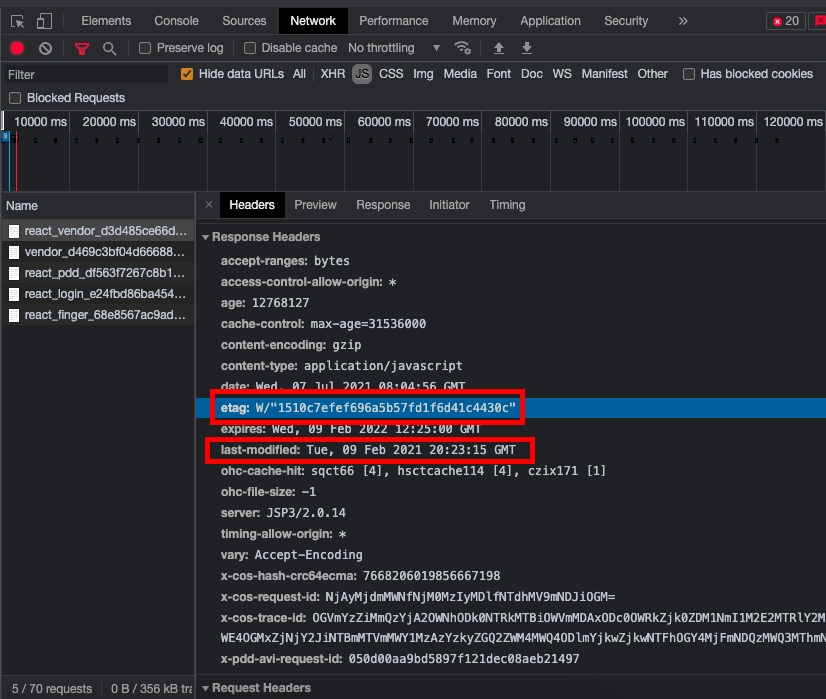 Elements Console Sources Network Performance Memory Application Security » 20
Preserve log Disable cache No throttling
Filter Hide data URLs All XHR JS CSS Img Media Font Doc WS Manifest Other Has blocked cookies
Blocked Requests
10000 ms 20000 ms 30000 ms 40000 ms 50000 ms 60000 ms 70000 ms 80000 ms 90000 ms 100000 ms 110000 ms 120000 ms
Name
react_vendor_d3d485ce66d...
vendor_d469c3bf04d66688...
react_pdd_df563f7267c8b1...
react_login_e24fbd86ba454...
react_finger_68e8567ac9ad...
5 / 70 requests 0 B / 356 kB tra
× Headers Preview Response Initiator Timing
Response Headers
accept-ranges: bytes
access-control-allow-origin: *
age: 12768127
cache-control: max-age=31536000
content-encoding: gzip
content-type: application/javascript
date: Wed, 07 Jul 2021 08:04:56 GMT
etag: W/"1510c7efef696a5b57fd1f6d41c4430c"
expires: Wed, 09 Feb 2022 12:25:00 GMT
last-modified: Tue, 09 Feb 2021 20:23:15 GMT
ohc-cache-hit: sqct66 [4], hsctcache114 [4], czix171 [1]
ohc-file-size: -1
server: JSP3/2.0.14
timing-allow-origin: *
vary: Accept-Encoding
x-cos-hash-crc64ecma: 7668206019856667198
x-cos-request-id: NjAyMjdmMWNfNjM0MzIyMDlfNTdhMV9mNDJiOGM=
x-cos-trace-id: OGVmYzZiMmQzYjA2OWNhODk0NTRkMTBiOWVmMDAxODc0OWRkZjk0ZDM1NmI1M2E2MTRlY2M
WE4OGMxZjNjY2JiNTBmMTVmMWY1MzAzYzkyZGQ2ZWM4MWQ4ODlmYjkwZjkwNTFhOGY4MjFmNDQzMWQ3MThmN
x-pdd-avi-request-id: 050d00aa9bd5897f121dec08aeb21497
Request Headers